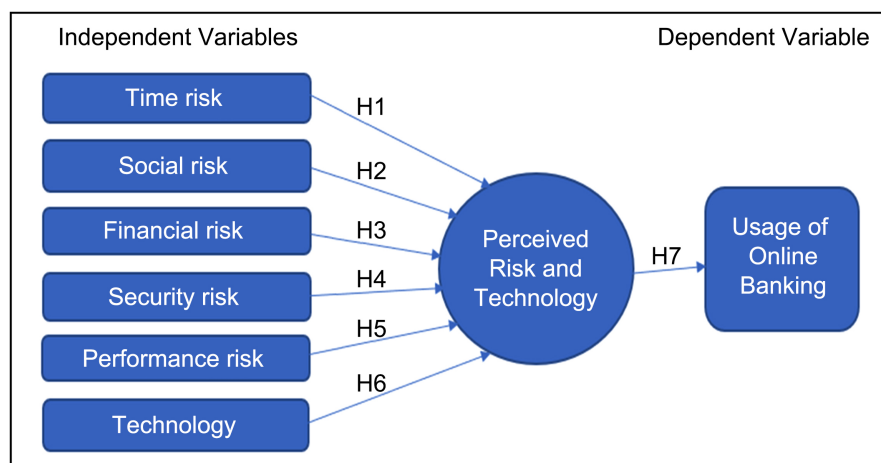 Independent Variables
Dependent Variable
Time risk
H1
Social risk
H2
Financial risk
H3
Security risk
H4
Performance risk
H5
Technology
H6
Perceived
Risk and
Technology
H7
Usage of
Online
Banking